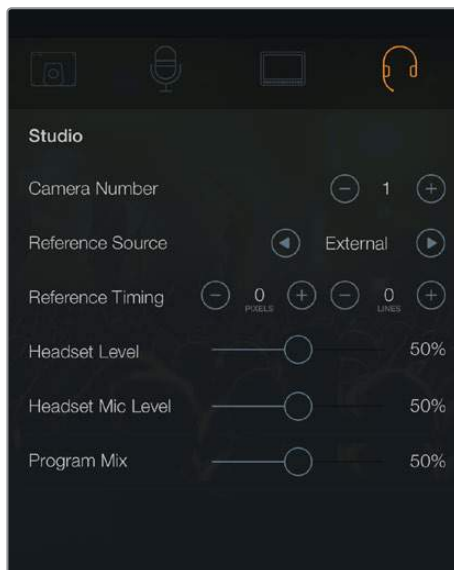 Studio
Camera Number 1
Reference Source External
Reference Timing 0 PIXELS 0 LINES
Headset Level 50%
Headset Mic Level 50%
Program Mix 50%